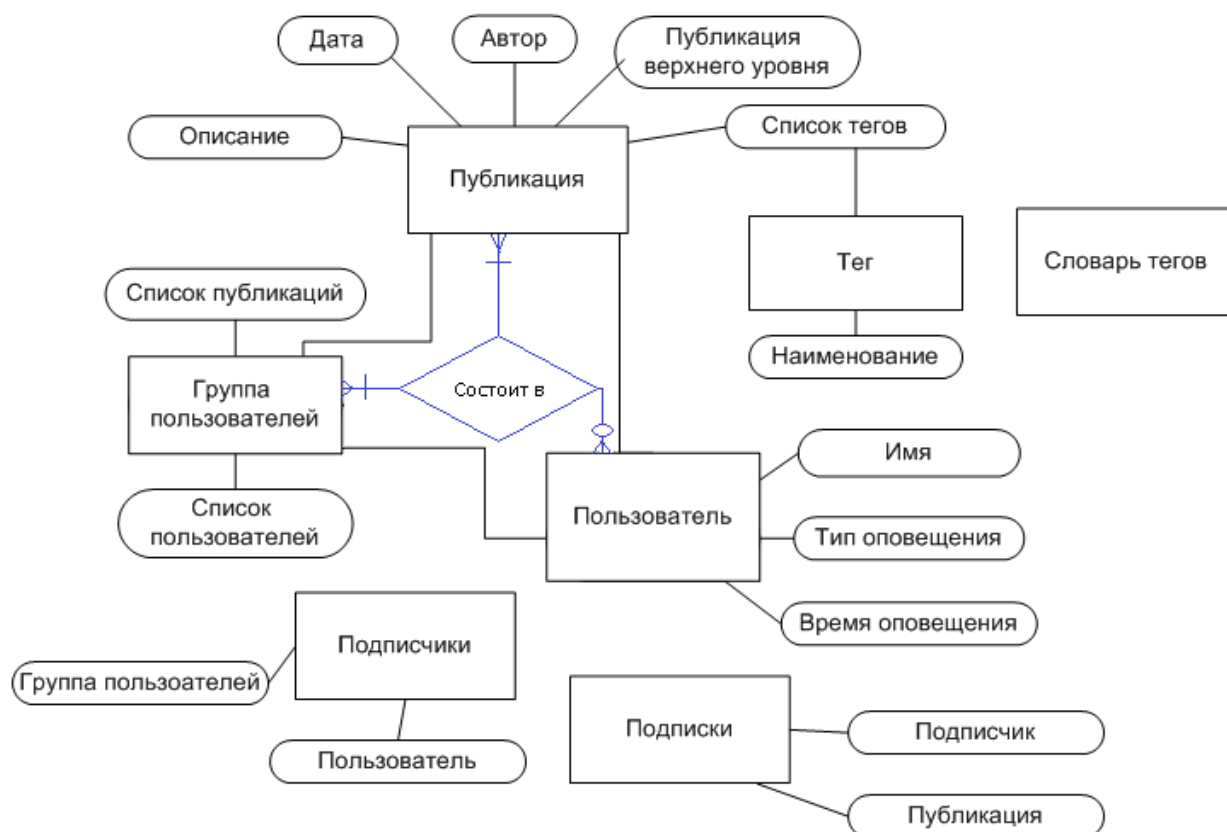 Дата
Автор
Публикация
верхнего уровня
Описание
Список тегов
Публикация
Тег
Словарь тегов
Список публикаций
Наименование
Группа
пользователей
Состоит в
Имя
Список
пользователей
Пользователь
Тип оповещения
Время оповещения
Подписчики
Группа пользоателей
Подписки
Подписчик
Пользователь
Публикация